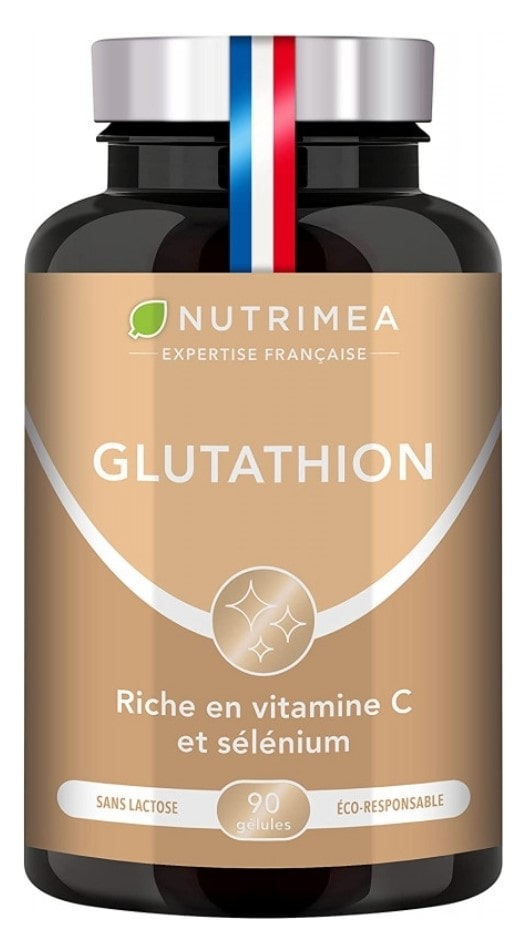 NUTRIMEA
EXPERTISE FRANÇAISE
GLUTATHION
Riche en vitamine C
et sélénium
SANS LACTOSE
90
gélules
ÉCO-RESPONSABLE